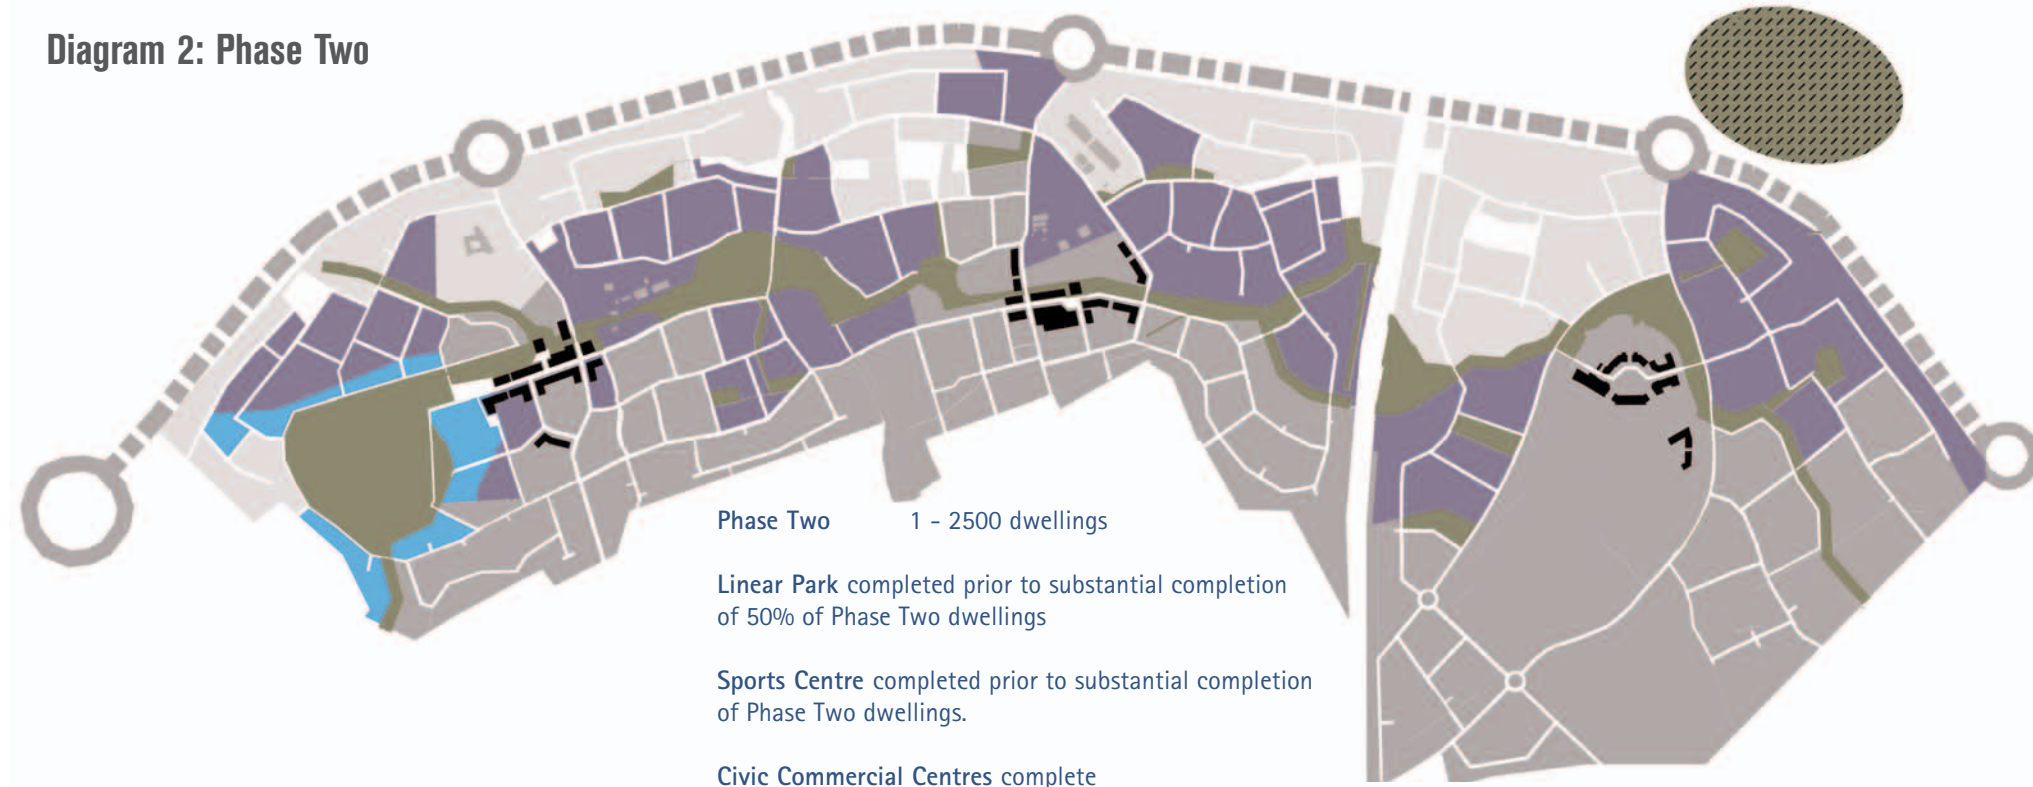 Diagram 2: Phase Two
Phase Two 1 - 2500 dwellings
Linear Park completed prior to substantial completion
of 50% of Phase Two dwellings
Sports Centre completed prior to substantial completion
of Phase Two dwellings.
Civic Commercial Centres complete